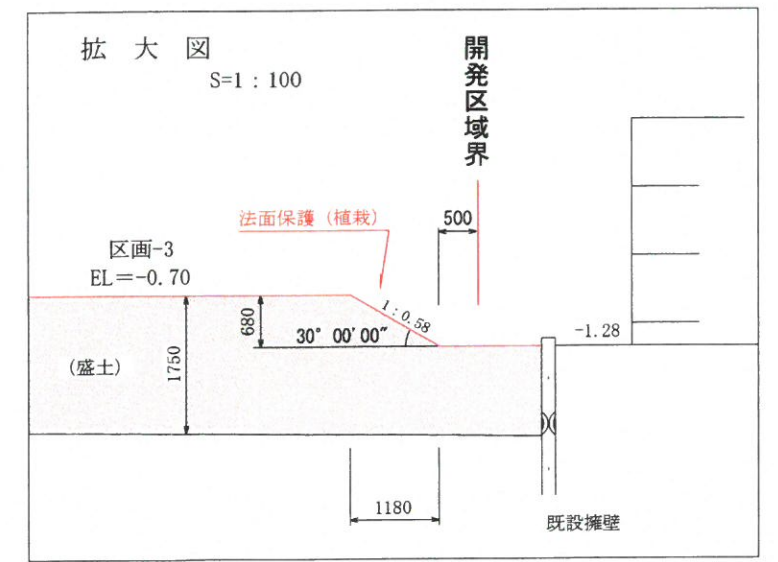 拡大図
S=1：100
開発区域界
法面保護（植栽）
500
区画-3
EL＝-0.70
680
1：0.58
30° 00′00″
-1.28
(盛土)
1750
1180
既設擁壁